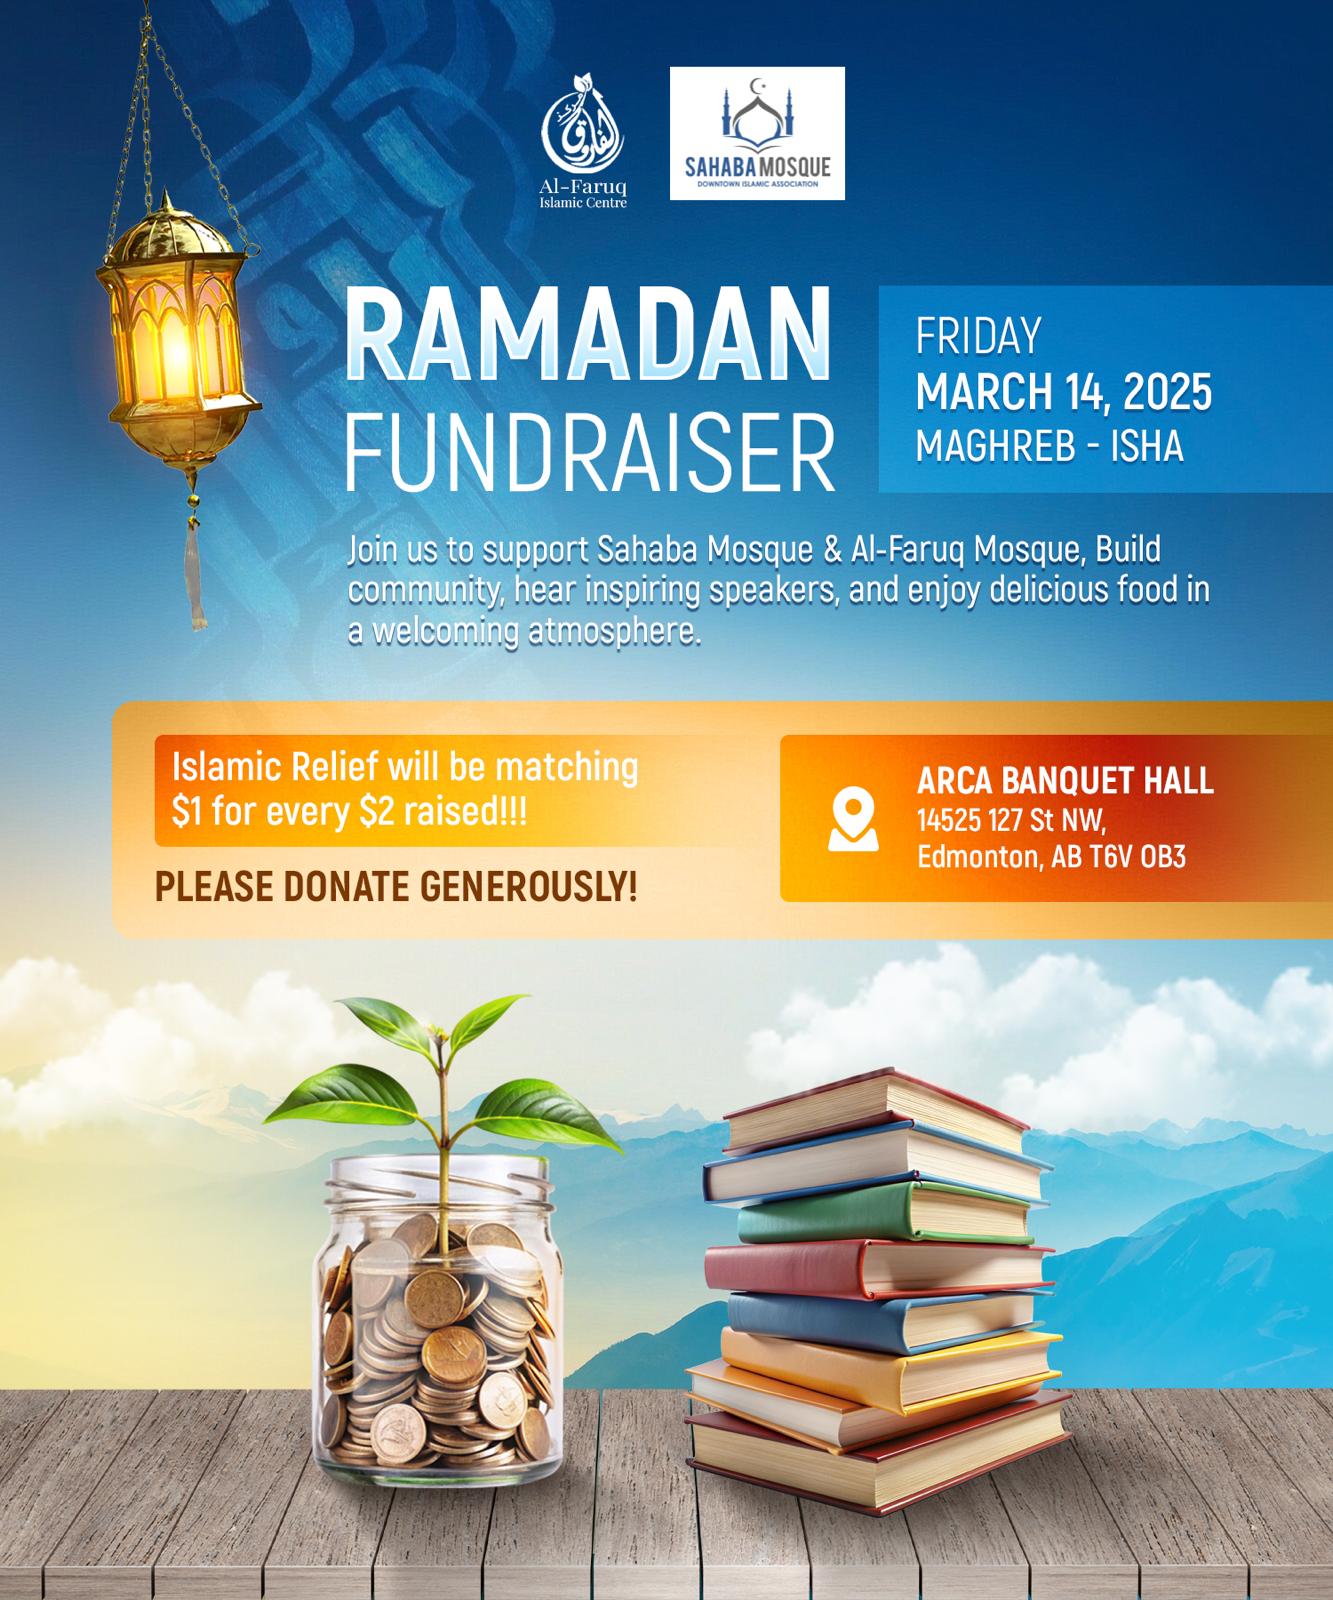 الفاروق
Al-Faruq
Islamic Centre
SAHABA MOSQUE
DOWNTOWN ISLAMIC ASSOCIATION
RAMADAN
FUNDRAISER
FRIDAY
MARCH 14, 2025
MAGHREB - ISHA
Join us to support Sahaba Mosque & Al-Faruq Mosque, Build
community, hear inspiring speakers, and enjoy delicious food in
a welcoming atmosphere.
Islamic Relief will be matching
$1 for every $2 raised!!!
PLEASE DONATE GENEROUSLY!
ARCA BANQUET HALL
14525 127 St NW,
Edmonton, AB T6V 0B3